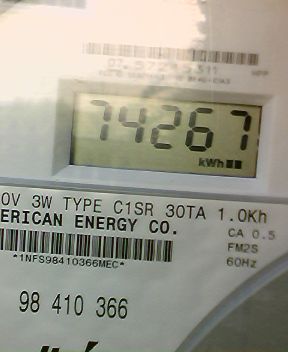 74267
kWh
0V 3W TYPE C1SR 30TA 1.0Kh
ERICAN ENERGY CO.
CA 0.5
FM2S
60Hz
*1NFS98410366MEC*
98 410 366